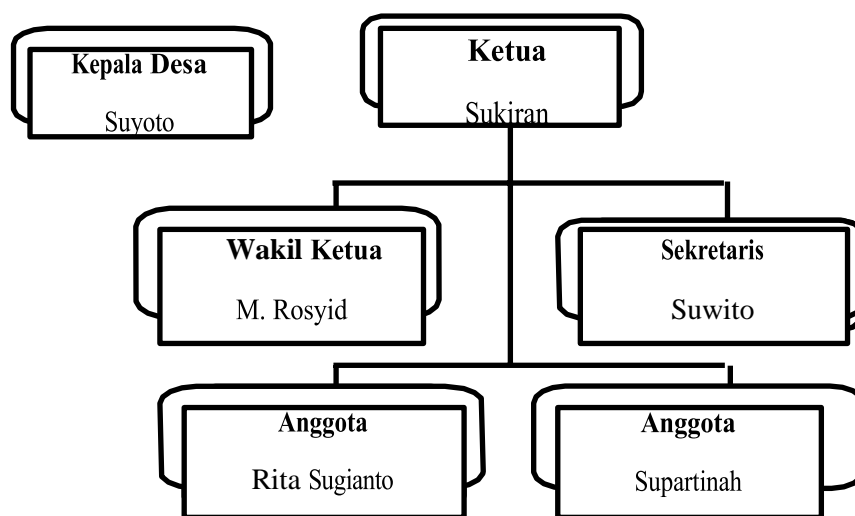 Kepala Desa
Suyoto
Ketua
Sukiran
Wakil Ketua
M. Rosyid
Sekretaris
Suwito
Anggota
Rita Sugianto
Anggota
Supartinah